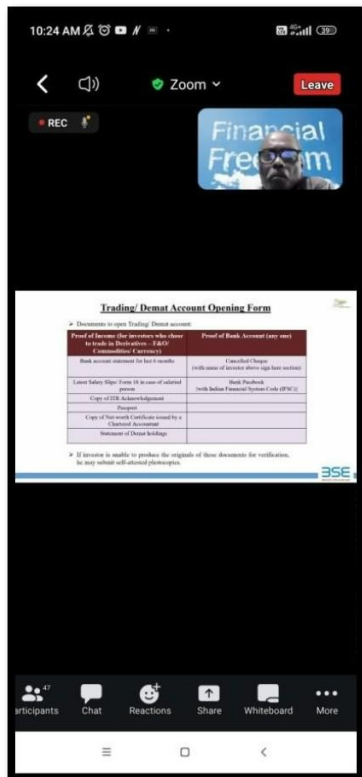 10:24 AM
4G+
39
Zoom
Leave
REC
Financial
Freedom
Trading/ Demat Account Opening Form
➢ Documents to open Trading/ Demat account:
Proof of Income (for investors who chose
to trade in Derivatives – F&O/
Commodities/ Currency)
Proof of Bank Account (any one)
Bank account statement for last 6 months
Cancelled Cheque
(with name of investor above sign here section)
Latest Salary Slips/ Form 16 in case of salaried
person
Bank Passbook
[with Indian Financial System Code (IFSC)]
Copy of ITR Acknowledgement
Passport
Copy of Net worth Certificate issued by a
Chartered Accountant
Statement of Demat holdings
➢ If investor is unable to produce the originals of these documents for verification,
he may submit self-attested photocopies.
BSE
47
articipants
Chat
Reactions
Share
Whiteboard
More